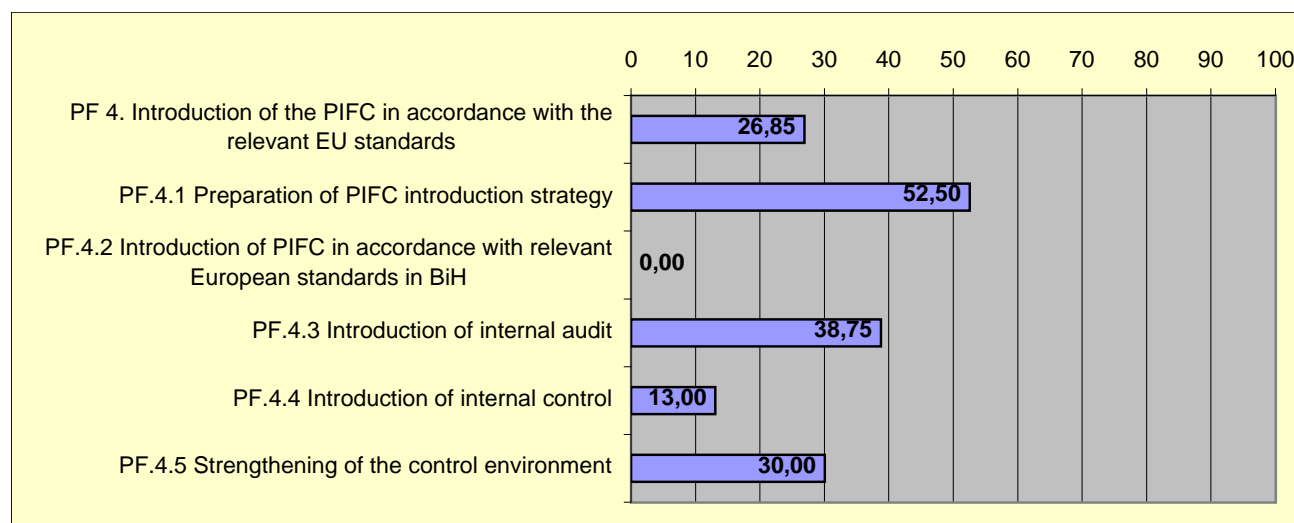 0 10 20 30 40 50 60 70 80 90 100
PF 4. Introduction of the PIFC in accordance with the
relevant EU standards
26,85
PF.4.1 Preparation of PIFC introduction strategy
52,50
PF.4.2 Introduction of PIFC in accordance with relevant
European standards in BiH
0,00
PF.4.3 Introduction of internal audit
38,75
PF.4.4 Introduction of internal control
13,00
PF.4.5 Strengthening of the control environment
30,00